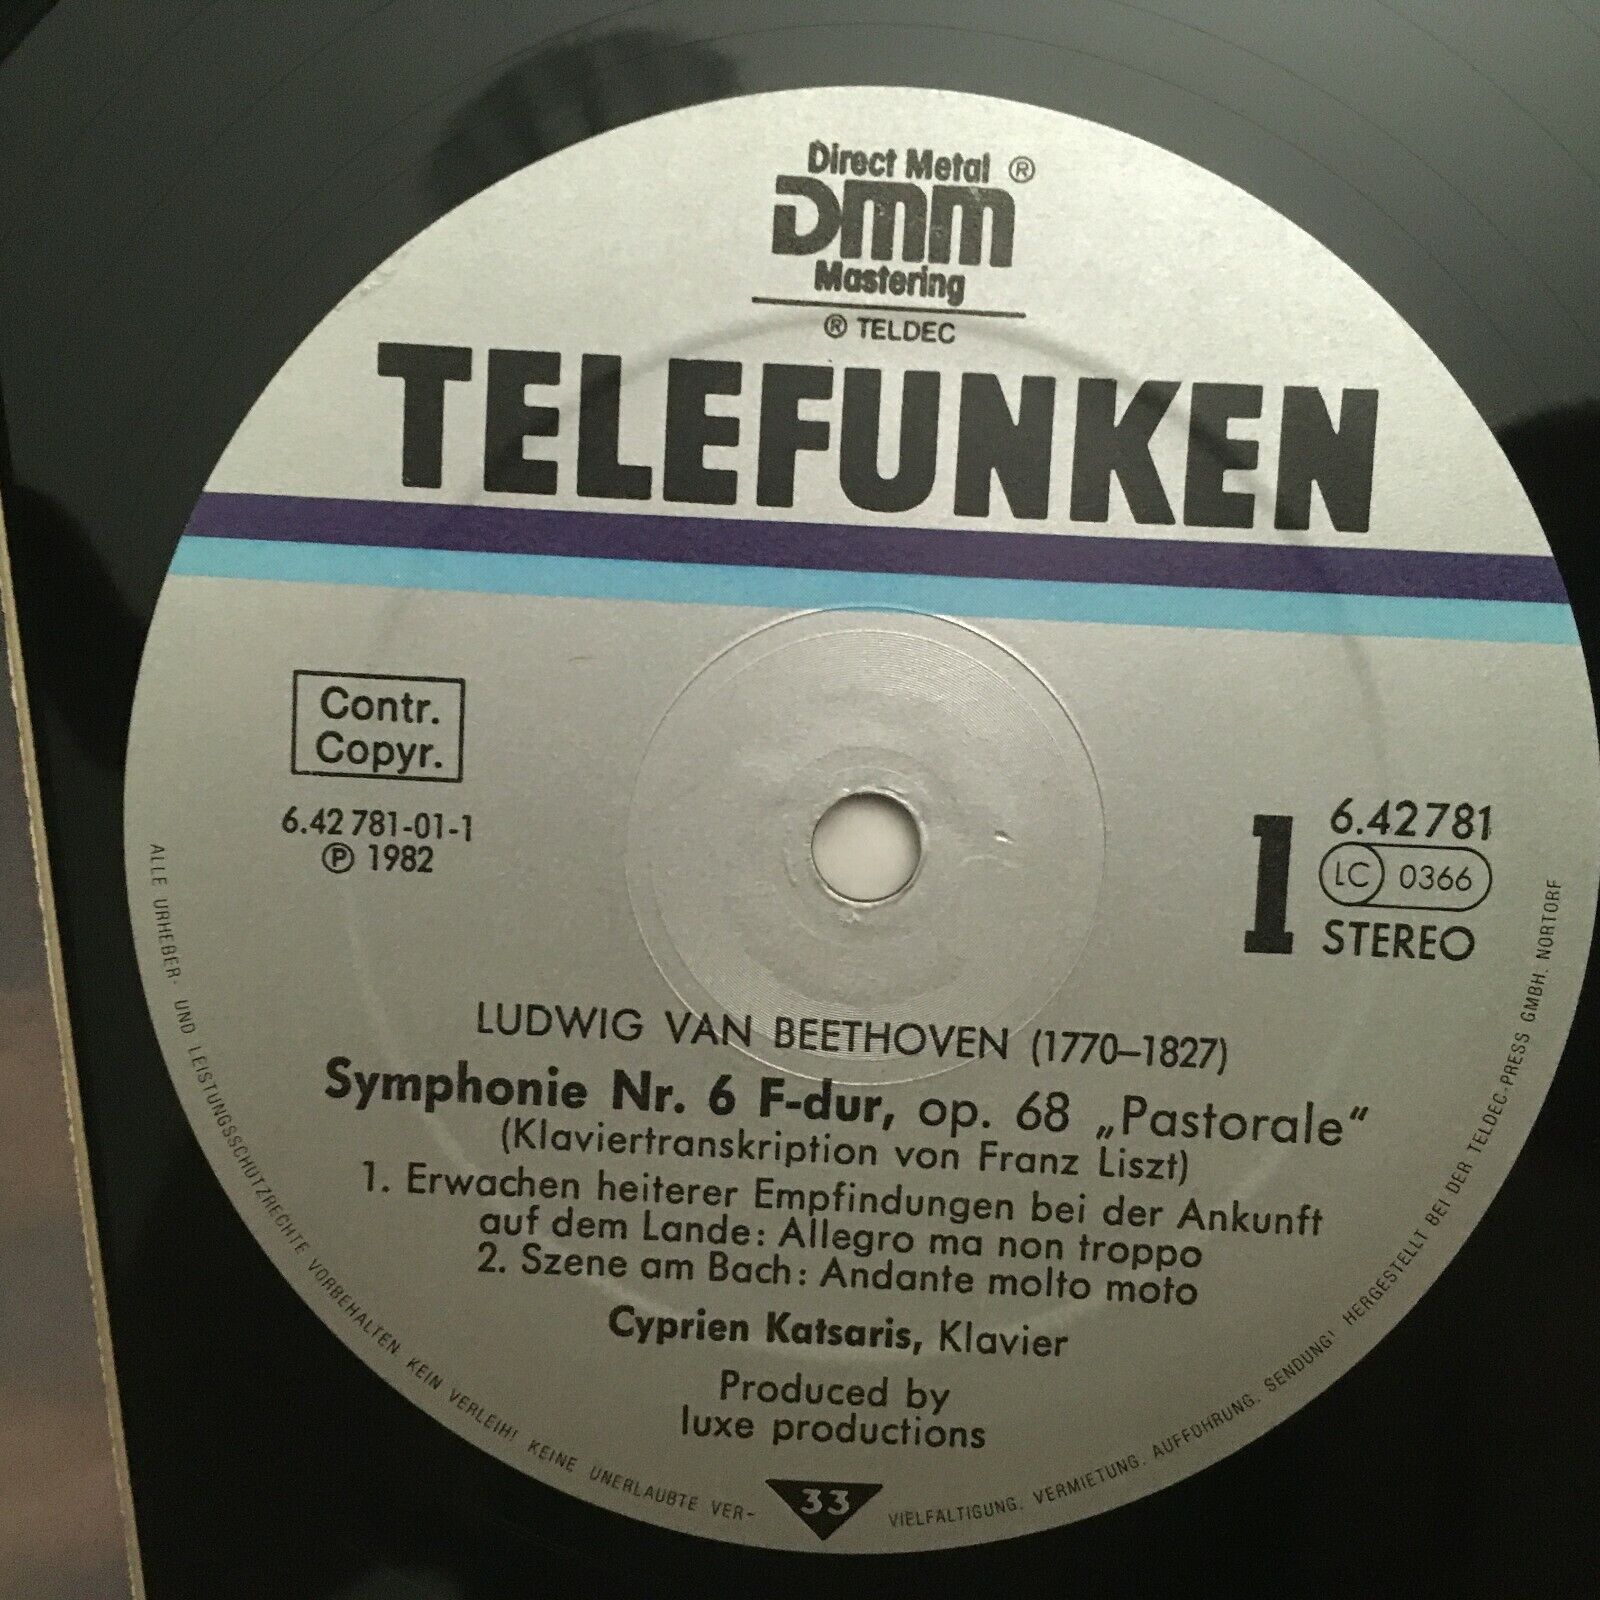 Direct Metal ®
DMM
Mastering
® TELDEC
TELEFUNKEN
Contr.
Copyr.
6.42 781-01-1
℗ 1982
1
6.42781
LC 0366
STEREO
LUDWIG VAN BEETHOVEN (1770–1827)
Symphonie Nr. 6 F-dur, op. 68 „Pastorale“
(Klaviertranskription von Franz Liszt)
1. Erwachen heiterer Empfindungen bei der Ankunft
auf dem Lande: Allegro ma non troppo
2. Szene am Bach: Andante molto moto
Cyprien Katsaris, Klavier
Produced by
luxe productions
33
ALLE URHEBER- UND LEISTUNGSSCHUTZRECHTE VORBEHALTEN. KEIN VERLEIH! KEINE UNERLAUBTE VER-
VIELFÄLTIGUNG, VERMIETUNG, AUFFÜHRUNG, SENDUNG! HERGESTELLT BEI DER TELDEC-PRESS GMBH. NORTORF